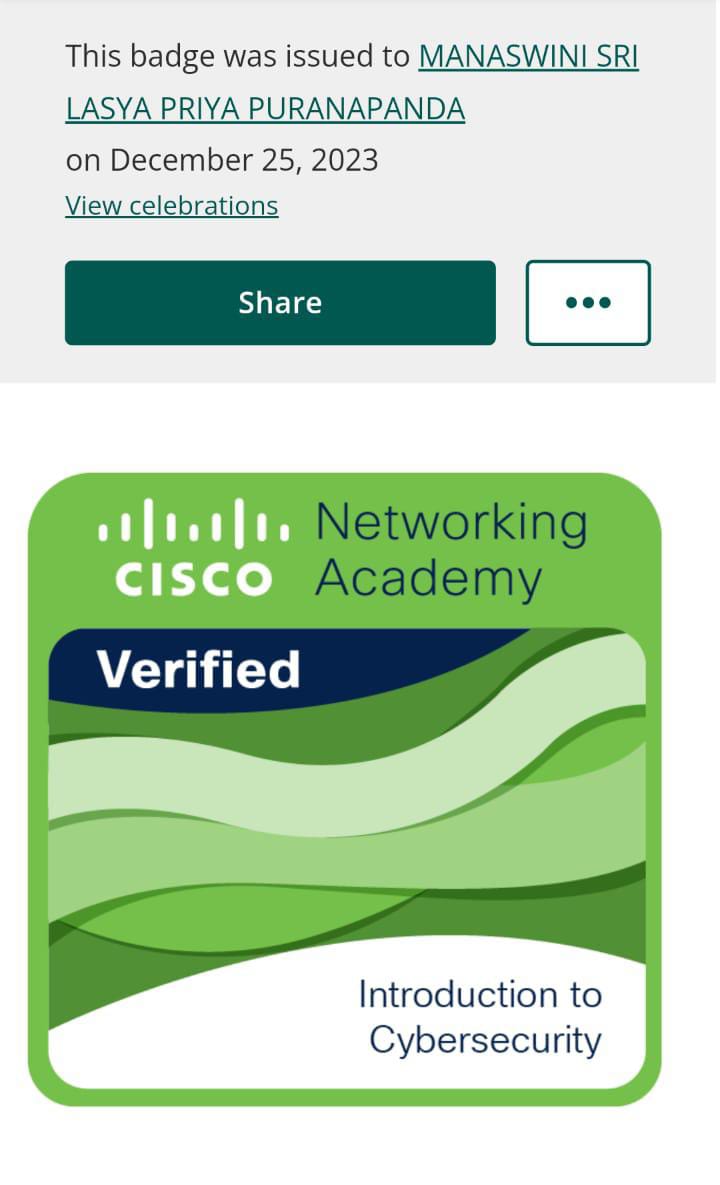 This badge was issued to MANASWINI SRI
LASYA PRIYA PURANAPANDA
on December 25, 2023
View celebrations
Share
CISCO Networking
Academy
Verified
Introduction to
Cybersecurity